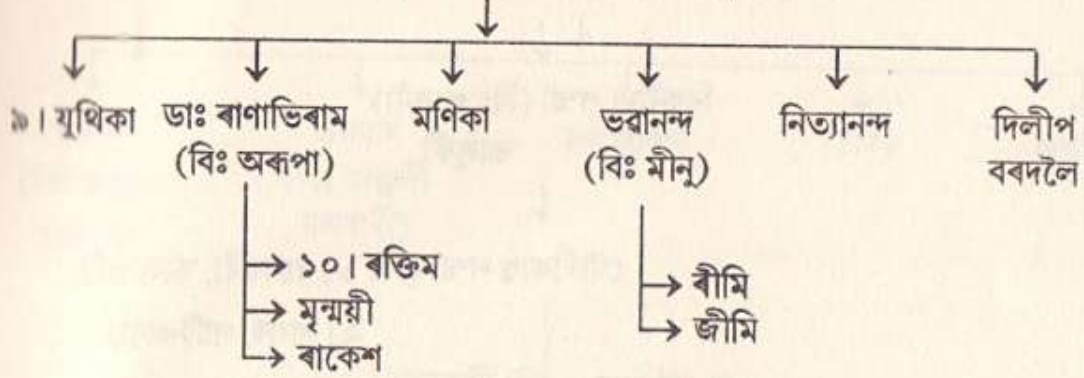 ৯। যুথিকা ডাঃ ৰাণাভিৰাম মণিকা ভৱানন্দ নিত্যানন্দ দিলীপ
(বিঃ অৰূপা) (বিঃ মীনু) বৰদলৈ
১০। ৰক্তিম
মৃন্ময়ী
ৰাকেশ
ৰীমি
জীমি